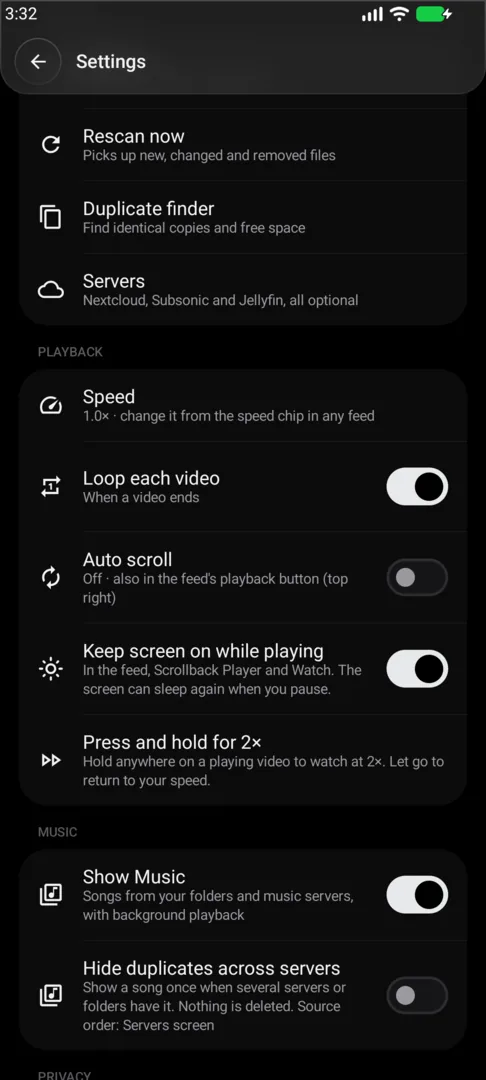 3:32
Settings
Rescan now
Picks up new, changed and removed files
Duplicate finder
Find identical copies and free space
Servers
Nextcloud, Subsonic and Jellyfin, all optional
PLAYBACK
Speed
1.0× · change it from the speed chip in any feed
Loop each video
When a video ends
Auto scroll
Off · also in the feed's playback button (top
right)
Keep screen on while playing
In the feed, Scrollback Player and Watch. The
screen can sleep again when you pause.
Press and hold for 2×
Hold anywhere on a playing video to watch at 2×. Let go to
return to your speed.
MUSIC
Show Music
Songs from your folders and music servers,
with background playback
Hide duplicates across servers
Show a song once when several servers or
folders have it. Nothing is deleted. Source
order: Servers screen
PRIVACY